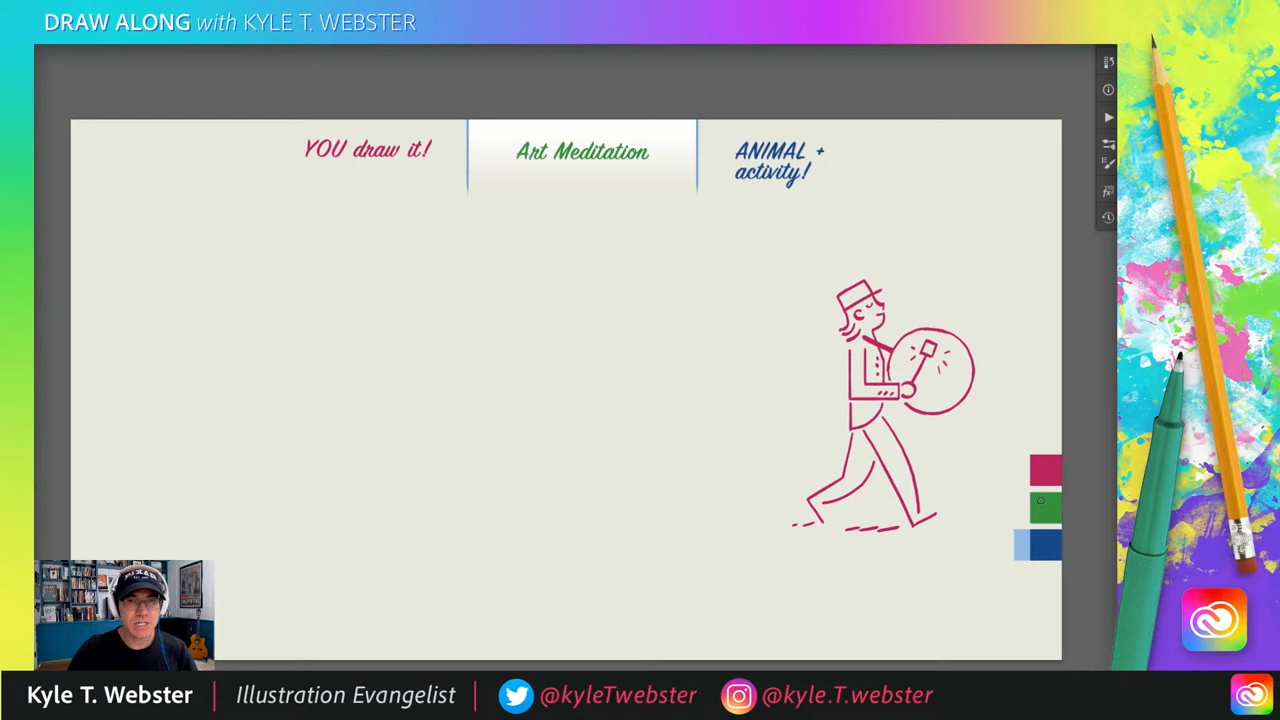 DRAW ALONG with KYLE T. WEBSTER
YOU draw it!
Art Meditation
ANIMAL +
activity!
PIXAR
Kyle T. Webster | Illustration Evangelist | @kyleTwebster @kyle.T.webster